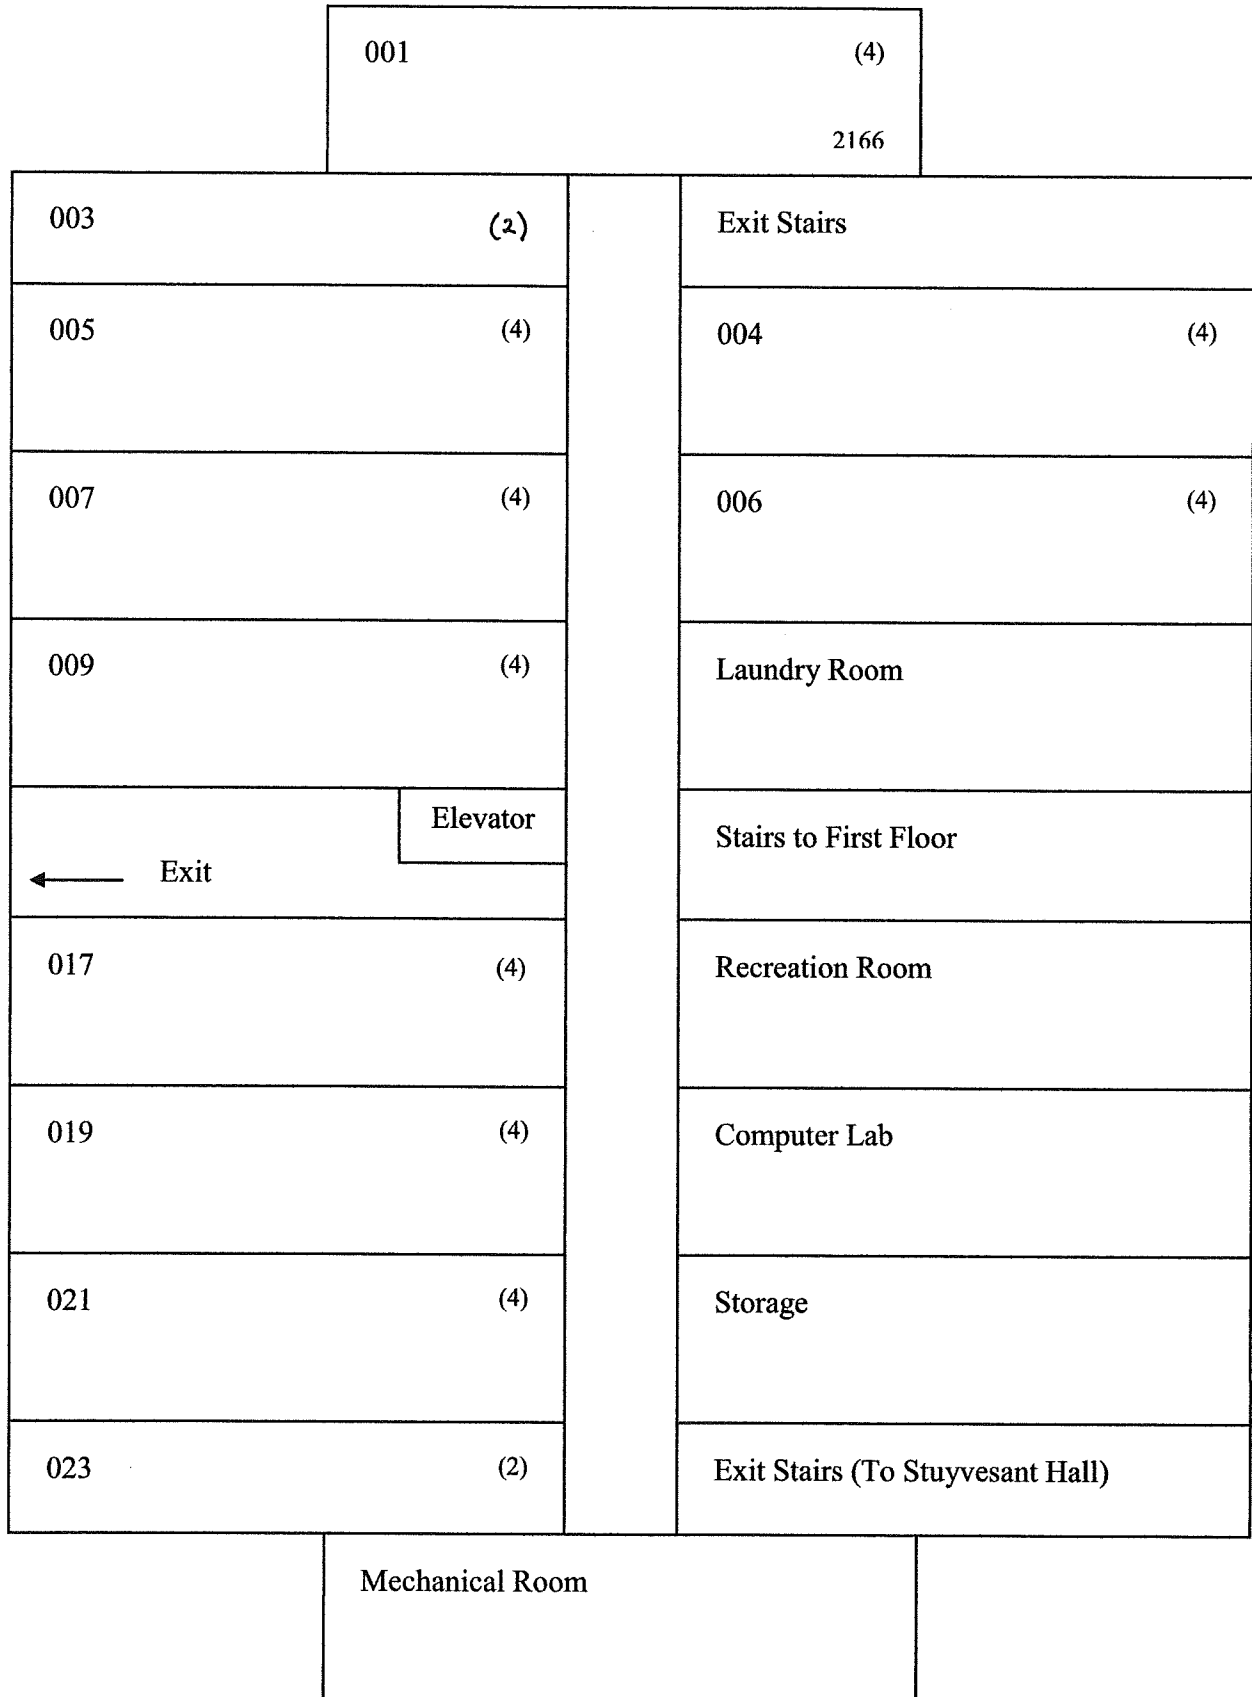 001 (4)
2166
003 (2)
Exit Stairs
005 (4)
004 (4)
007 (4)
006 (4)
009 (4)
Laundry Room
Elevator
Exit
Stairs to First Floor
017 (4)
Recreation Room
019 (4)
Computer Lab
021 (4)
Storage
023 (2)
Exit Stairs (To Stuyvesant Hall)
Mechanical Room